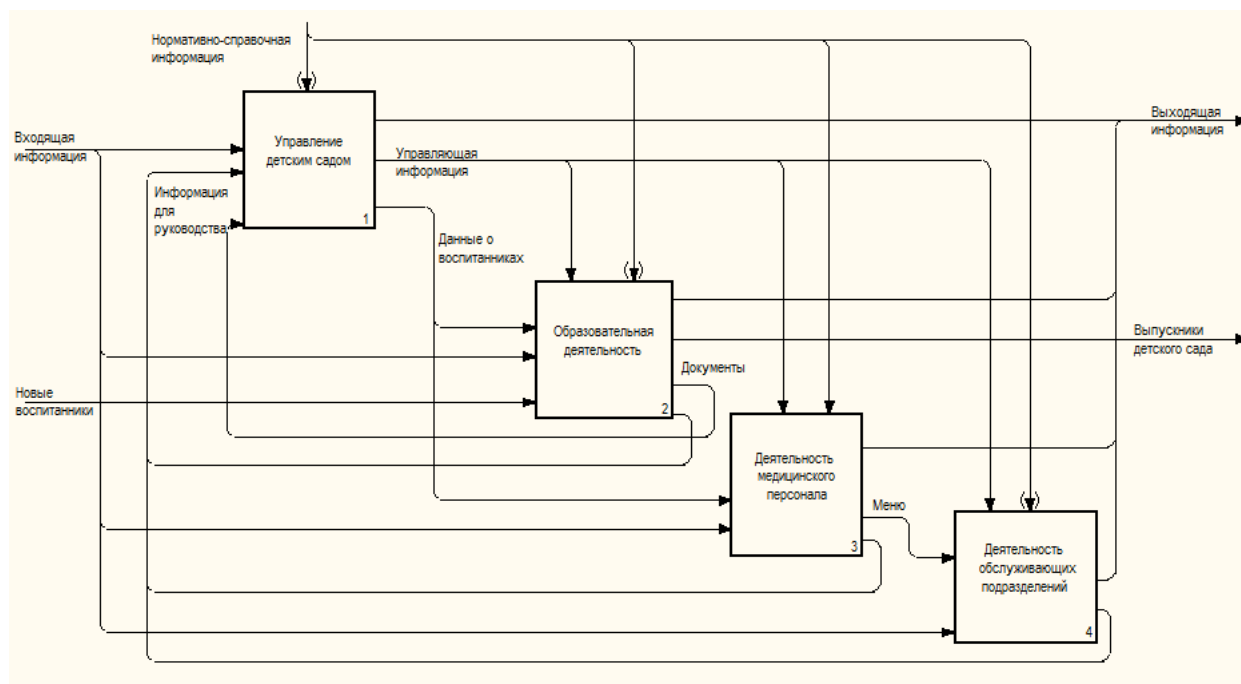 Нормативно-справочная
информация
Входящая
информация
Управление
детским садом
1
Выходящая
информация
Управляющая
информация
Информация
для
руководства
Данные о
воспитанниках
Образовательная
деятельность
2
Выпускники
детского сада
Документы
Новые
воспитанники
Деятельность
медицинского
персонала
3
Меню
Деятельность
обслуживающих
подразделений
4